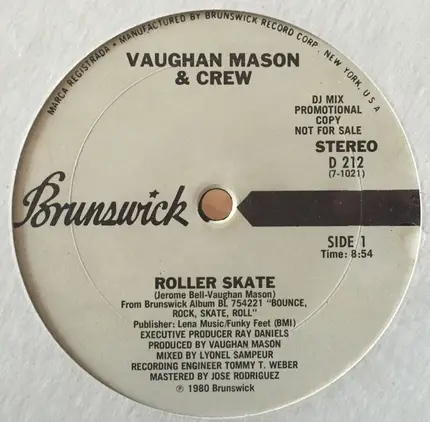 MARCA REGISTRADA · MANUFACTURED BY BRUNSWICK RECORD CORP. NEW YORK, U.S.A
VAUGHAN MASON
& CREW
DJ MIX
PROMOTIONAL
COPY
NOT FOR SALE
STEREO
D 212
(7-1021)
Brunswick
SIDE 1
Time: 8:54
ROLLER SKATE
(Jerome Bell-Vaughan Mason)
From Brunswick Album BL 754221 "BOUNCE,
ROCK, SKATE, ROLL"
Publisher: Lena Music/Funky Feet (BMI)
EXECUTIVE PRODUCER RAY DANIELS
PRODUCED BY VAUGHAN MASON
MIXED BY LYONEL SAMPEUR
RECORDING ENGINEER TOMMY T. WEBER
MASTERED BY JOSE RODRIGUEZ
℗ 1980 Brunswick